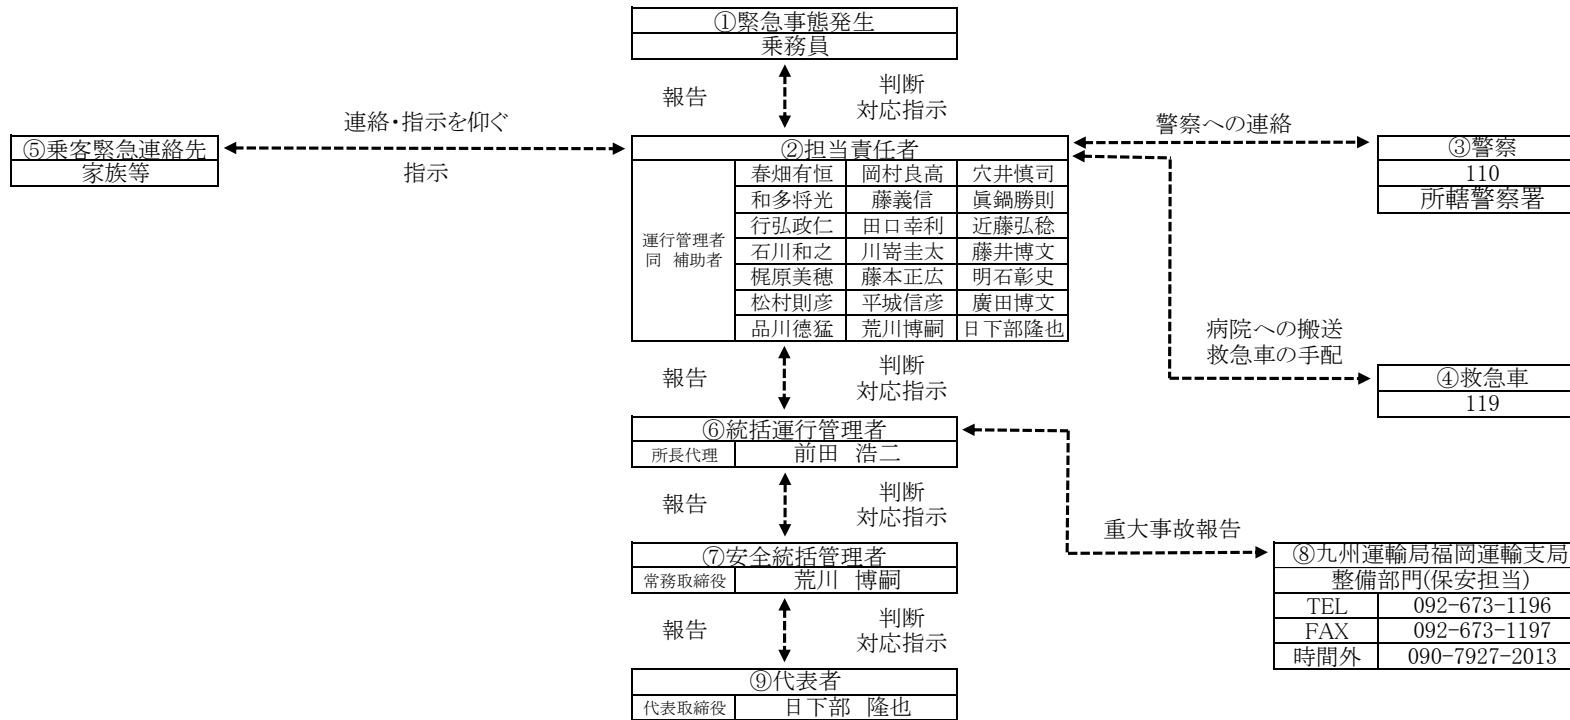 ①緊急事態発生
乗務員
報告
判断
対応指示
連絡・指示を仰ぐ
指示
警察への連絡
⑤乗客緊急連絡先
家族等
②担当責任者
運行管理者
同 補助者
春畑有恒 岡村良高 穴井慎司
和多将光 藤義信 眞鍋勝則
行弘政仁 田口幸利 近藤弘稔
石川和之 川嵜圭太 藤井博文
梶原美穂 藤本正広 明石彰史
松村則彦 平城信彦 廣田博文
品川徳猛 荒川博嗣 日下部隆也
③警察
110
所轄警察署
病院への搬送
救急車の手配
④救急車
119
報告
判断
対応指示
⑥統括運行管理者
所長代理 前田 浩二
報告
判断
対応指示
重大事故報告
⑦安全統括管理者
常務取締役 荒川 博嗣
⑧九州運輸局福岡運輸支局
整備部門(保安担当)
TEL 092-673-1196
FAX 092-673-1197
時間外 090-7927-2013
報告
判断
対応指示
⑨代表者
代表取締役 日下部 隆也